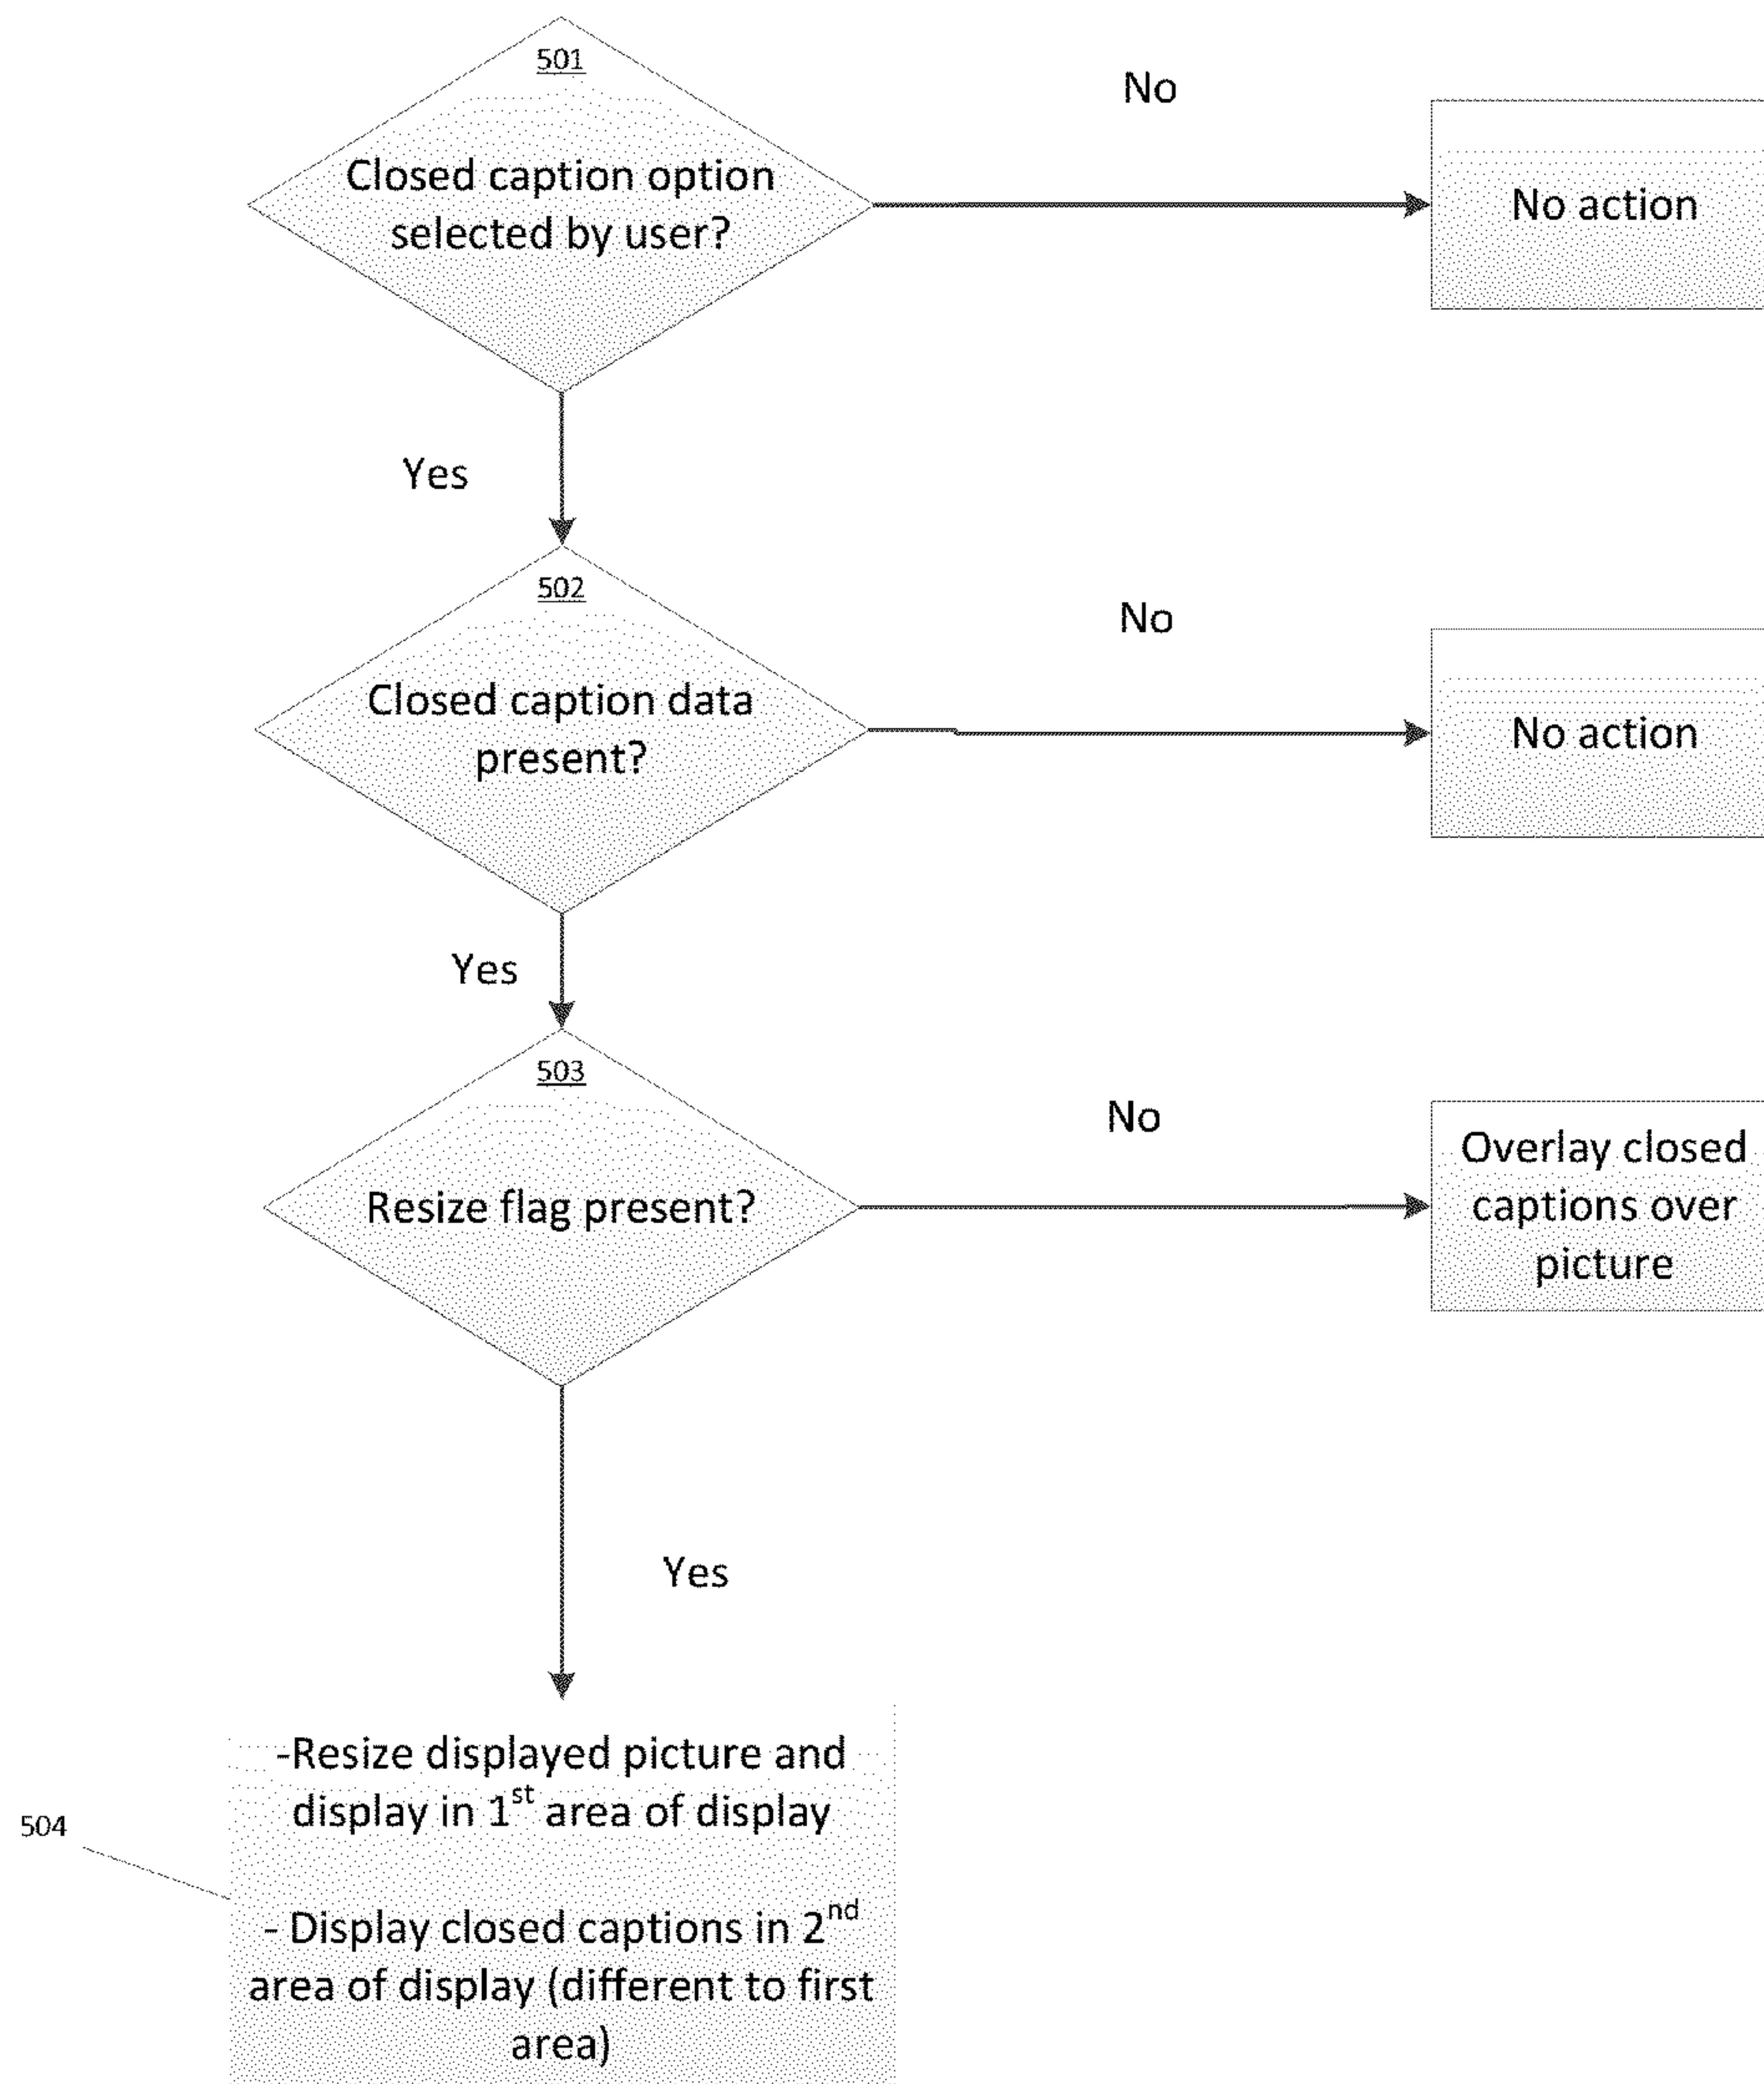 501
Closed caption option
selected by user?
No
No action
Yes
502
Closed caption data
present?
No
No action
Yes
503
Resize flag present?
No
Overlay closed
captions over
picture
Yes
504
-Resize displayed picture and
display in 1st area of display
- Display closed captions in 2nd
area of display (different to first
area)